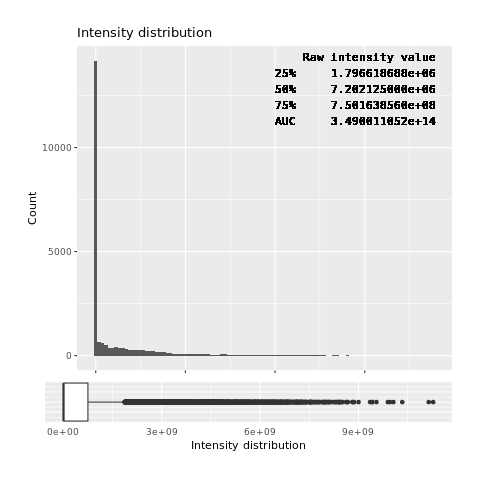 Intensity distribution
Raw intensity value
25% 1.796618688e+06
50% 7.202125000e+06
75% 7.501638560e+08
AUC 3.490011052e+14
10000
5000
0
Count
0e+00 3e+09 6e+09 9e+09
Intensity distribution